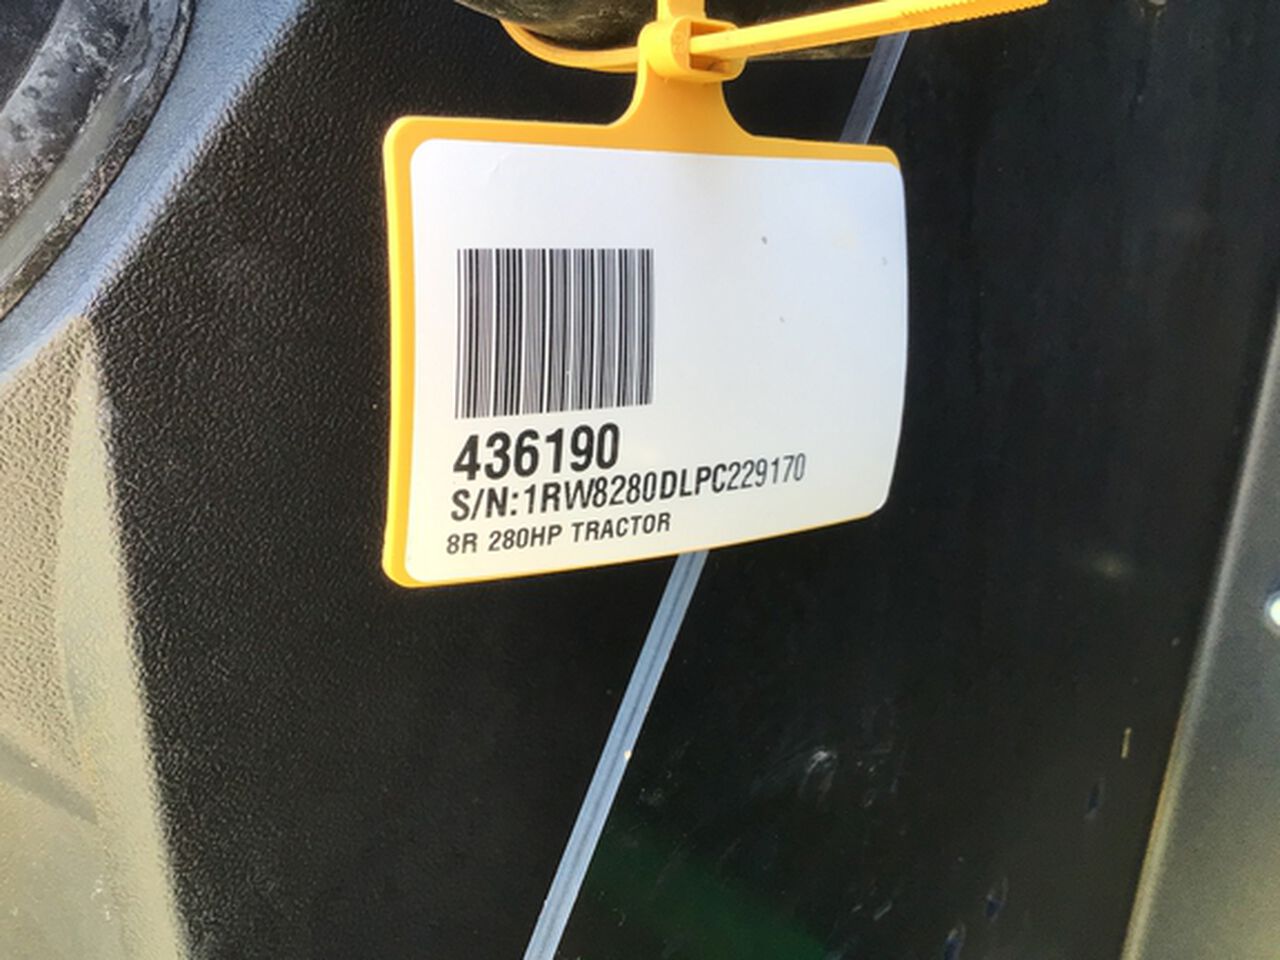 436190
S/N:1RW8280DLPC229170
8R 280HP TRACTOR